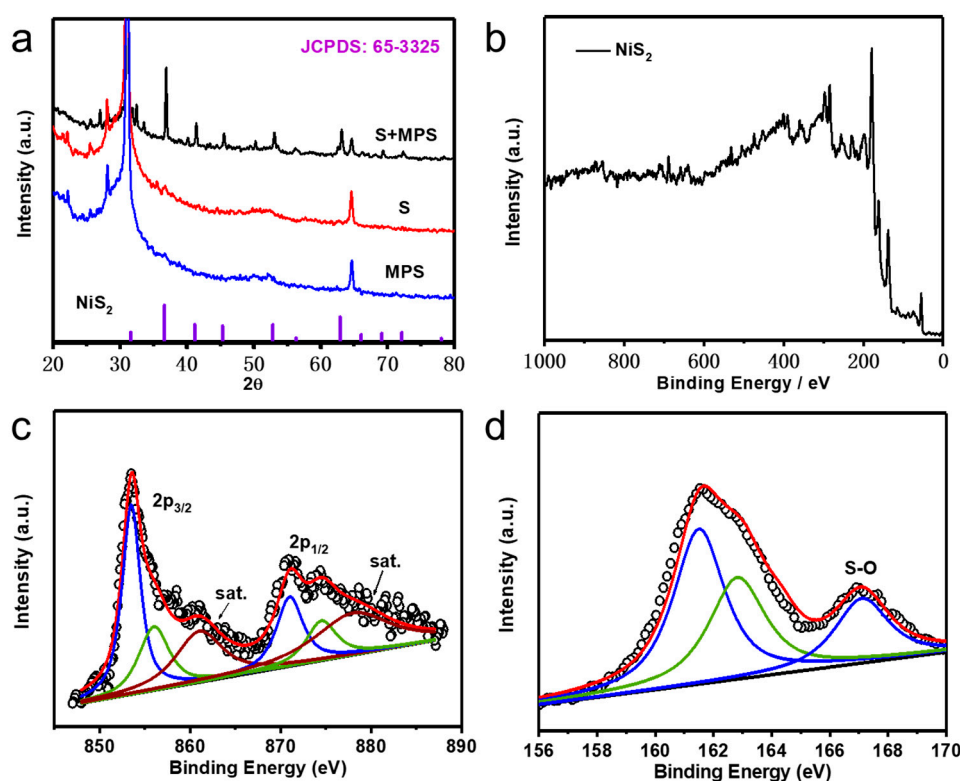 a
JCPDS: 65-3325
S+MPS
S
MPS
NiS₂
Intensity (a.u.)
20 30 40 50 60 70 80
2θ
b
NiS₂
Intensity (a.u.)
1000 800 600 400 200 0
Binding Energy / eV
c
2p₃/₂
2p₁/₂
sat.
sat.
Intensity (a.u.)
850 860 870 880 890
Binding Energy (eV)
d
S-O
Intensity (a.u.)
156 158 160 162 164 166 168 170
Binding Energy (eV)